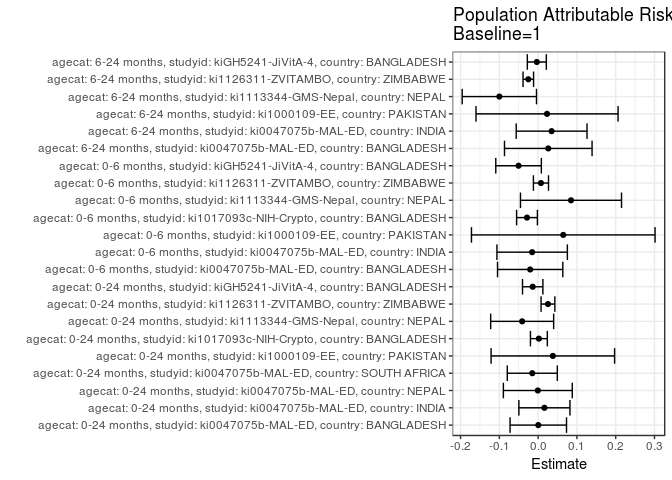 Population Attributable Risk
Baseline=1
agecat: 6-24 months, studyid: kiGH5241-JiVitA-4, country: BANGLADESH
agecat: 6-24 months, studyid: ki1126311-ZVITAMBO, country: ZIMBABWE
agecat: 6-24 months, studyid: ki1113344-GMS-Nepal, country: NEPAL
agecat: 6-24 months, studyid: ki1000109-EE, country: PAKISTAN
agecat: 6-24 months, studyid: ki0047075b-MAL-ED, country: INDIA
agecat: 6-24 months, studyid: ki0047075b-MAL-ED, country: BANGLADESH
agecat: 0-6 months, studyid: kiGH5241-JiVitA-4, country: BANGLADESH
agecat: 0-6 months, studyid: ki1126311-ZVITAMBO, country: ZIMBABWE
agecat: 0-6 months, studyid: ki1113344-GMS-Nepal, country: NEPAL
agecat: 0-6 months, studyid: ki1017093c-NIH-Crypto, country: BANGLADESH
agecat: 0-6 months, studyid: ki1000109-EE, country: PAKISTAN
agecat: 0-6 months, studyid: ki0047075b-MAL-ED, country: INDIA
agecat: 0-6 months, studyid: ki0047075b-MAL-ED, country: BANGLADESH
agecat: 0-24 months, studyid: kiGH5241-JiVitA-4, country: BANGLADESH
agecat: 0-24 months, studyid: ki1126311-ZVITAMBO, country: ZIMBABWE
agecat: 0-24 months, studyid: ki1113344-GMS-Nepal, country: NEPAL
agecat: 0-24 months, studyid: ki1017093c-NIH-Crypto, country: BANGLADESH
agecat: 0-24 months, studyid: ki1000109-EE, country: PAKISTAN
agecat: 0-24 months, studyid: ki0047075b-MAL-ED, country: SOUTH AFRICA
agecat: 0-24 months, studyid: ki0047075b-MAL-ED, country: NEPAL
agecat: 0-24 months, studyid: ki0047075b-MAL-ED, country: INDIA
agecat: 0-24 months, studyid: ki0047075b-MAL-ED, country: BANGLADESH
-0.2 -0.1 0.0 0.1 0.2 0.3
Estimate